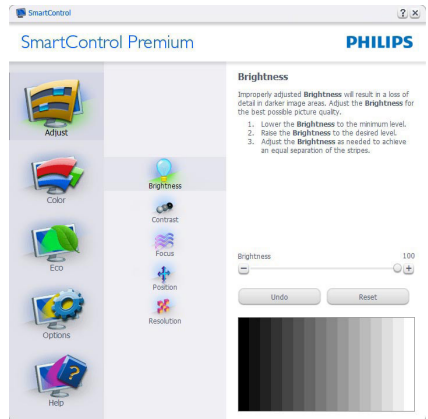 SmartControl
SmartControl Premium
PHILIPS
Adjust
Color
Eco
Options
Help
Brightness
Contrast
Focus
Position
Resolution
Brightness
Improperly adjusted Brightness will result in a loss of
detail in darker image areas. Adjust the Brightness for
the best possible picture quality.
1. Lower the Brightness to the minimum level.
2. Raise the Brightness to the desired level.
3. Adjust the Brightness as needed to achieve
an equal separation of the stripes.
Brightness 100
Undo Reset